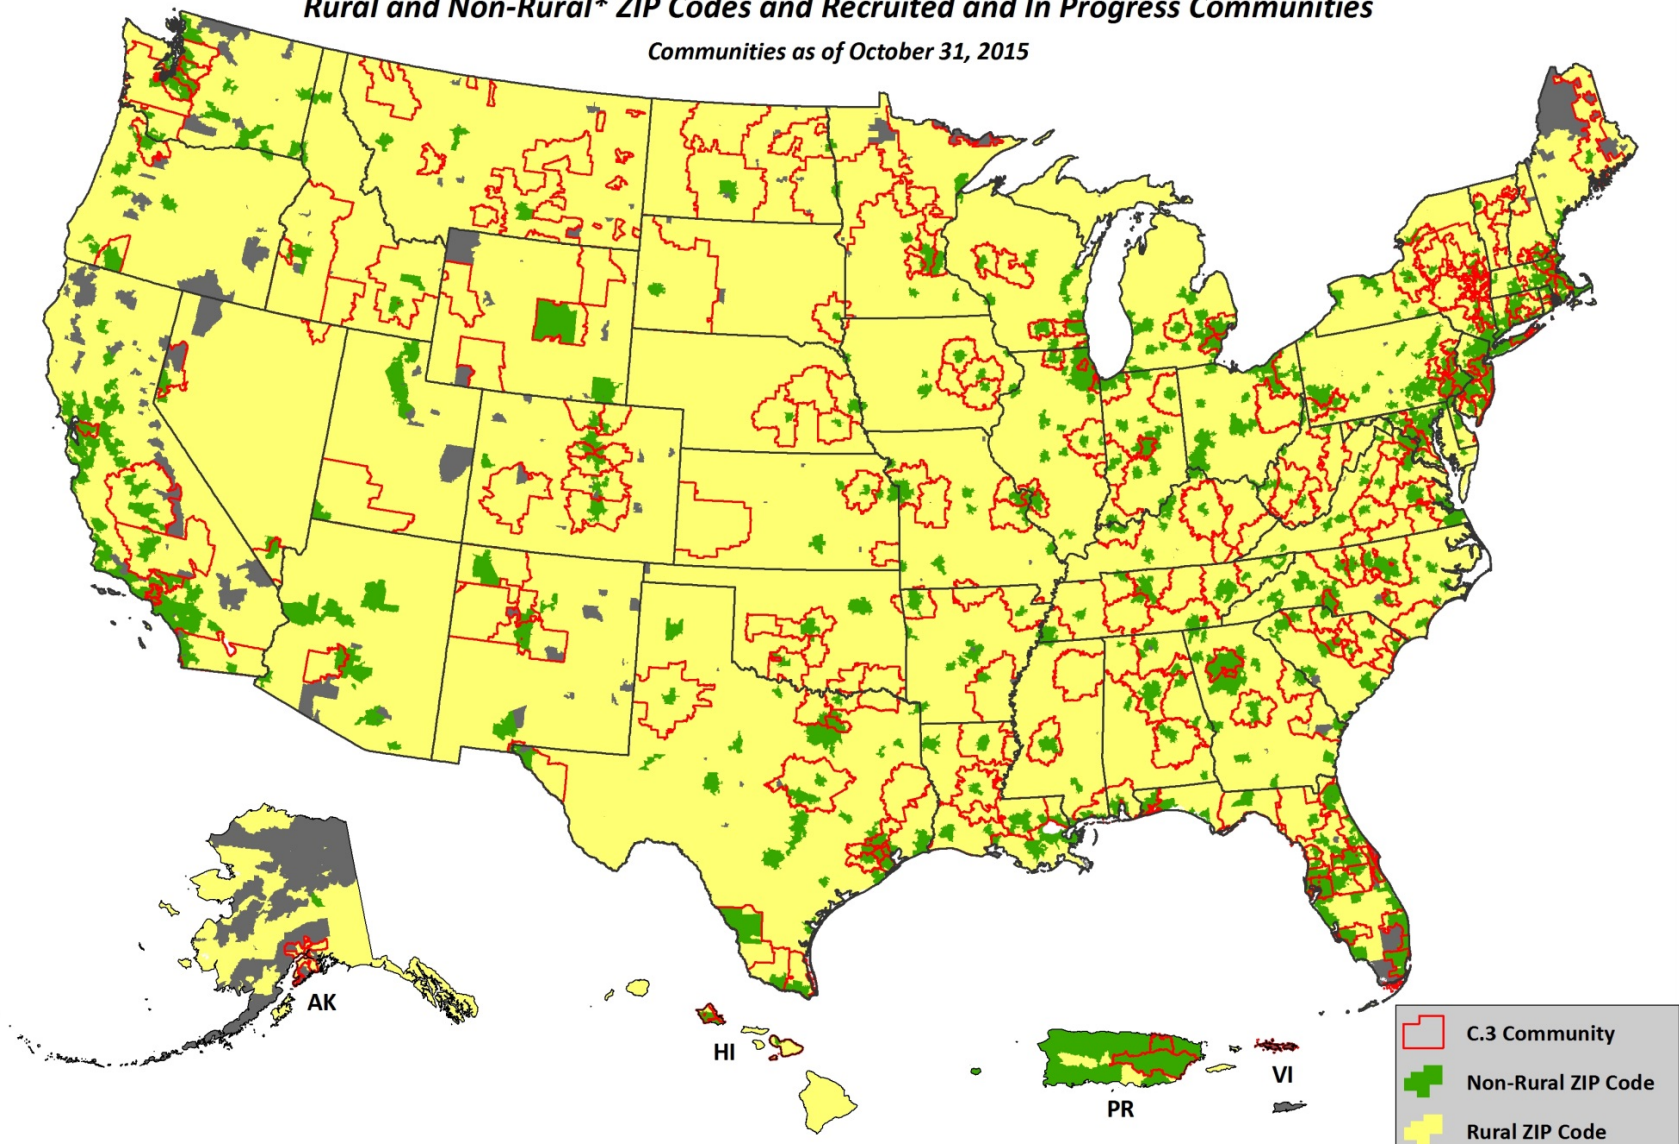 Rural and Non-Rural* ZIP Codes and Recruited and In Progress Communities
Communities as of October 31, 2015
AK
HI
PR
VI
C.3 Community
Non-Rural ZIP Code
Rural ZIP Code